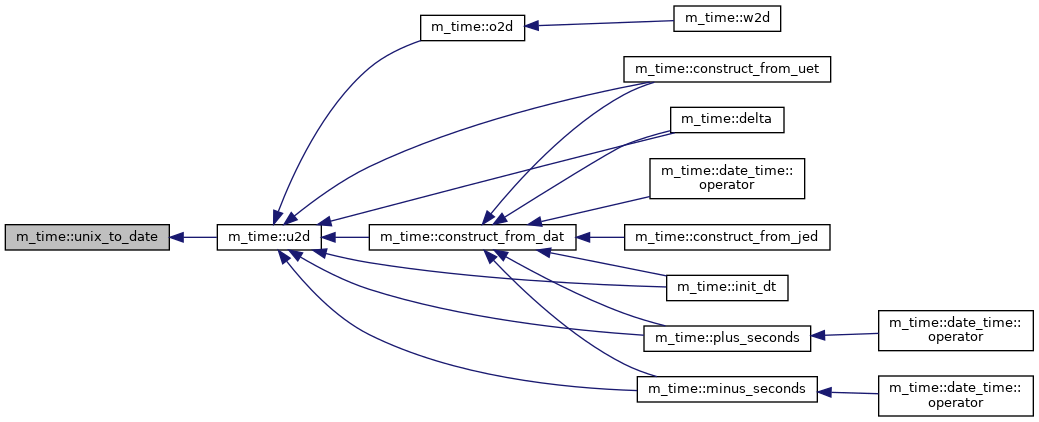 m_time::o2d
m_time::w2d
m_time::construct_from_uet
m_time::delta
m_time::date_time::
operator
m_time::unix_to_date
m_time::u2d
m_time::construct_from_dat
m_time::construct_from_jed
m_time::init_dt
m_time::plus_seconds
m_time::date_time::
operator
m_time::minus_seconds
m_time::date_time::
operator